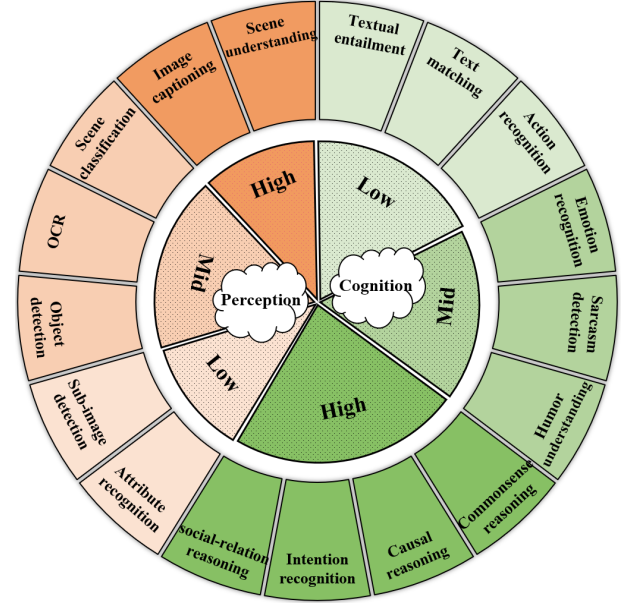 Scene
understanding
Textual
entailment
Text
matching
Action
recognition
Emotion
recognition
Sarcasm
detection
Humor
understanding
Commonsense
reasoning
Causal
reasoning
Intention
recognition
social-relation
reasoning
Attribute
recognition
Sub-image
detection
Object
detection
OCR
Scene
classification
Image
captioning
High
Low
Mid
High
Low
Mid
Perception
Cognition